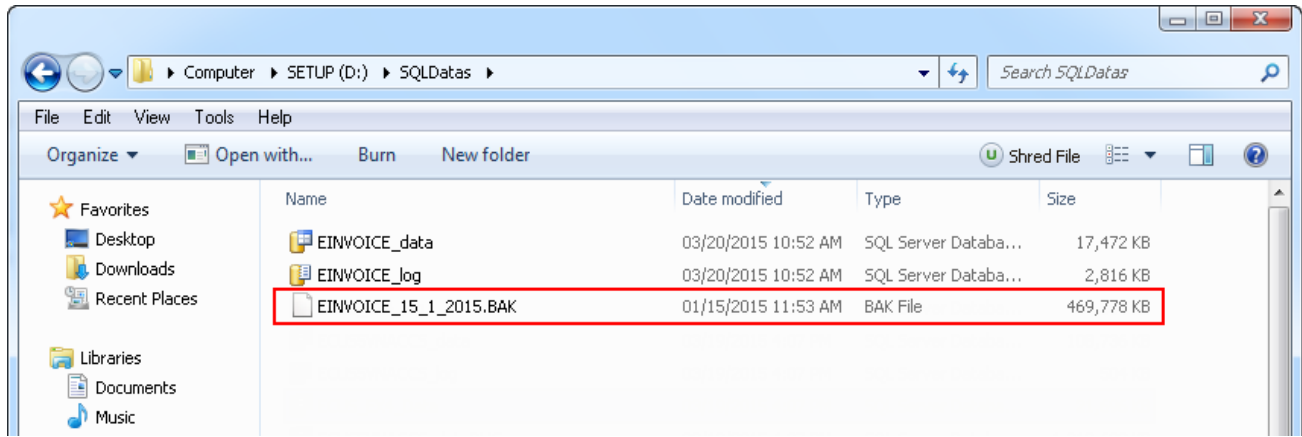 Computer SETUP (D:) SQLDatas Search SQLDatas
File Edit View Tools Help
Organize Open with... Burn New folder Shred File
Favorites
Desktop
Downloads
Recent Places
Libraries
Documents
Music
Name Date modified Type Size
EINVOICE_data 03/20/2015 10:52 AM SQL Server Databa... 17,472 KB
EINVOICE_log 03/20/2015 10:52 AM SQL Server Databa... 2,816 KB
EINVOICE_15_1_2015.BAK 01/15/2015 11:53 AM BAK File 469,778 KB